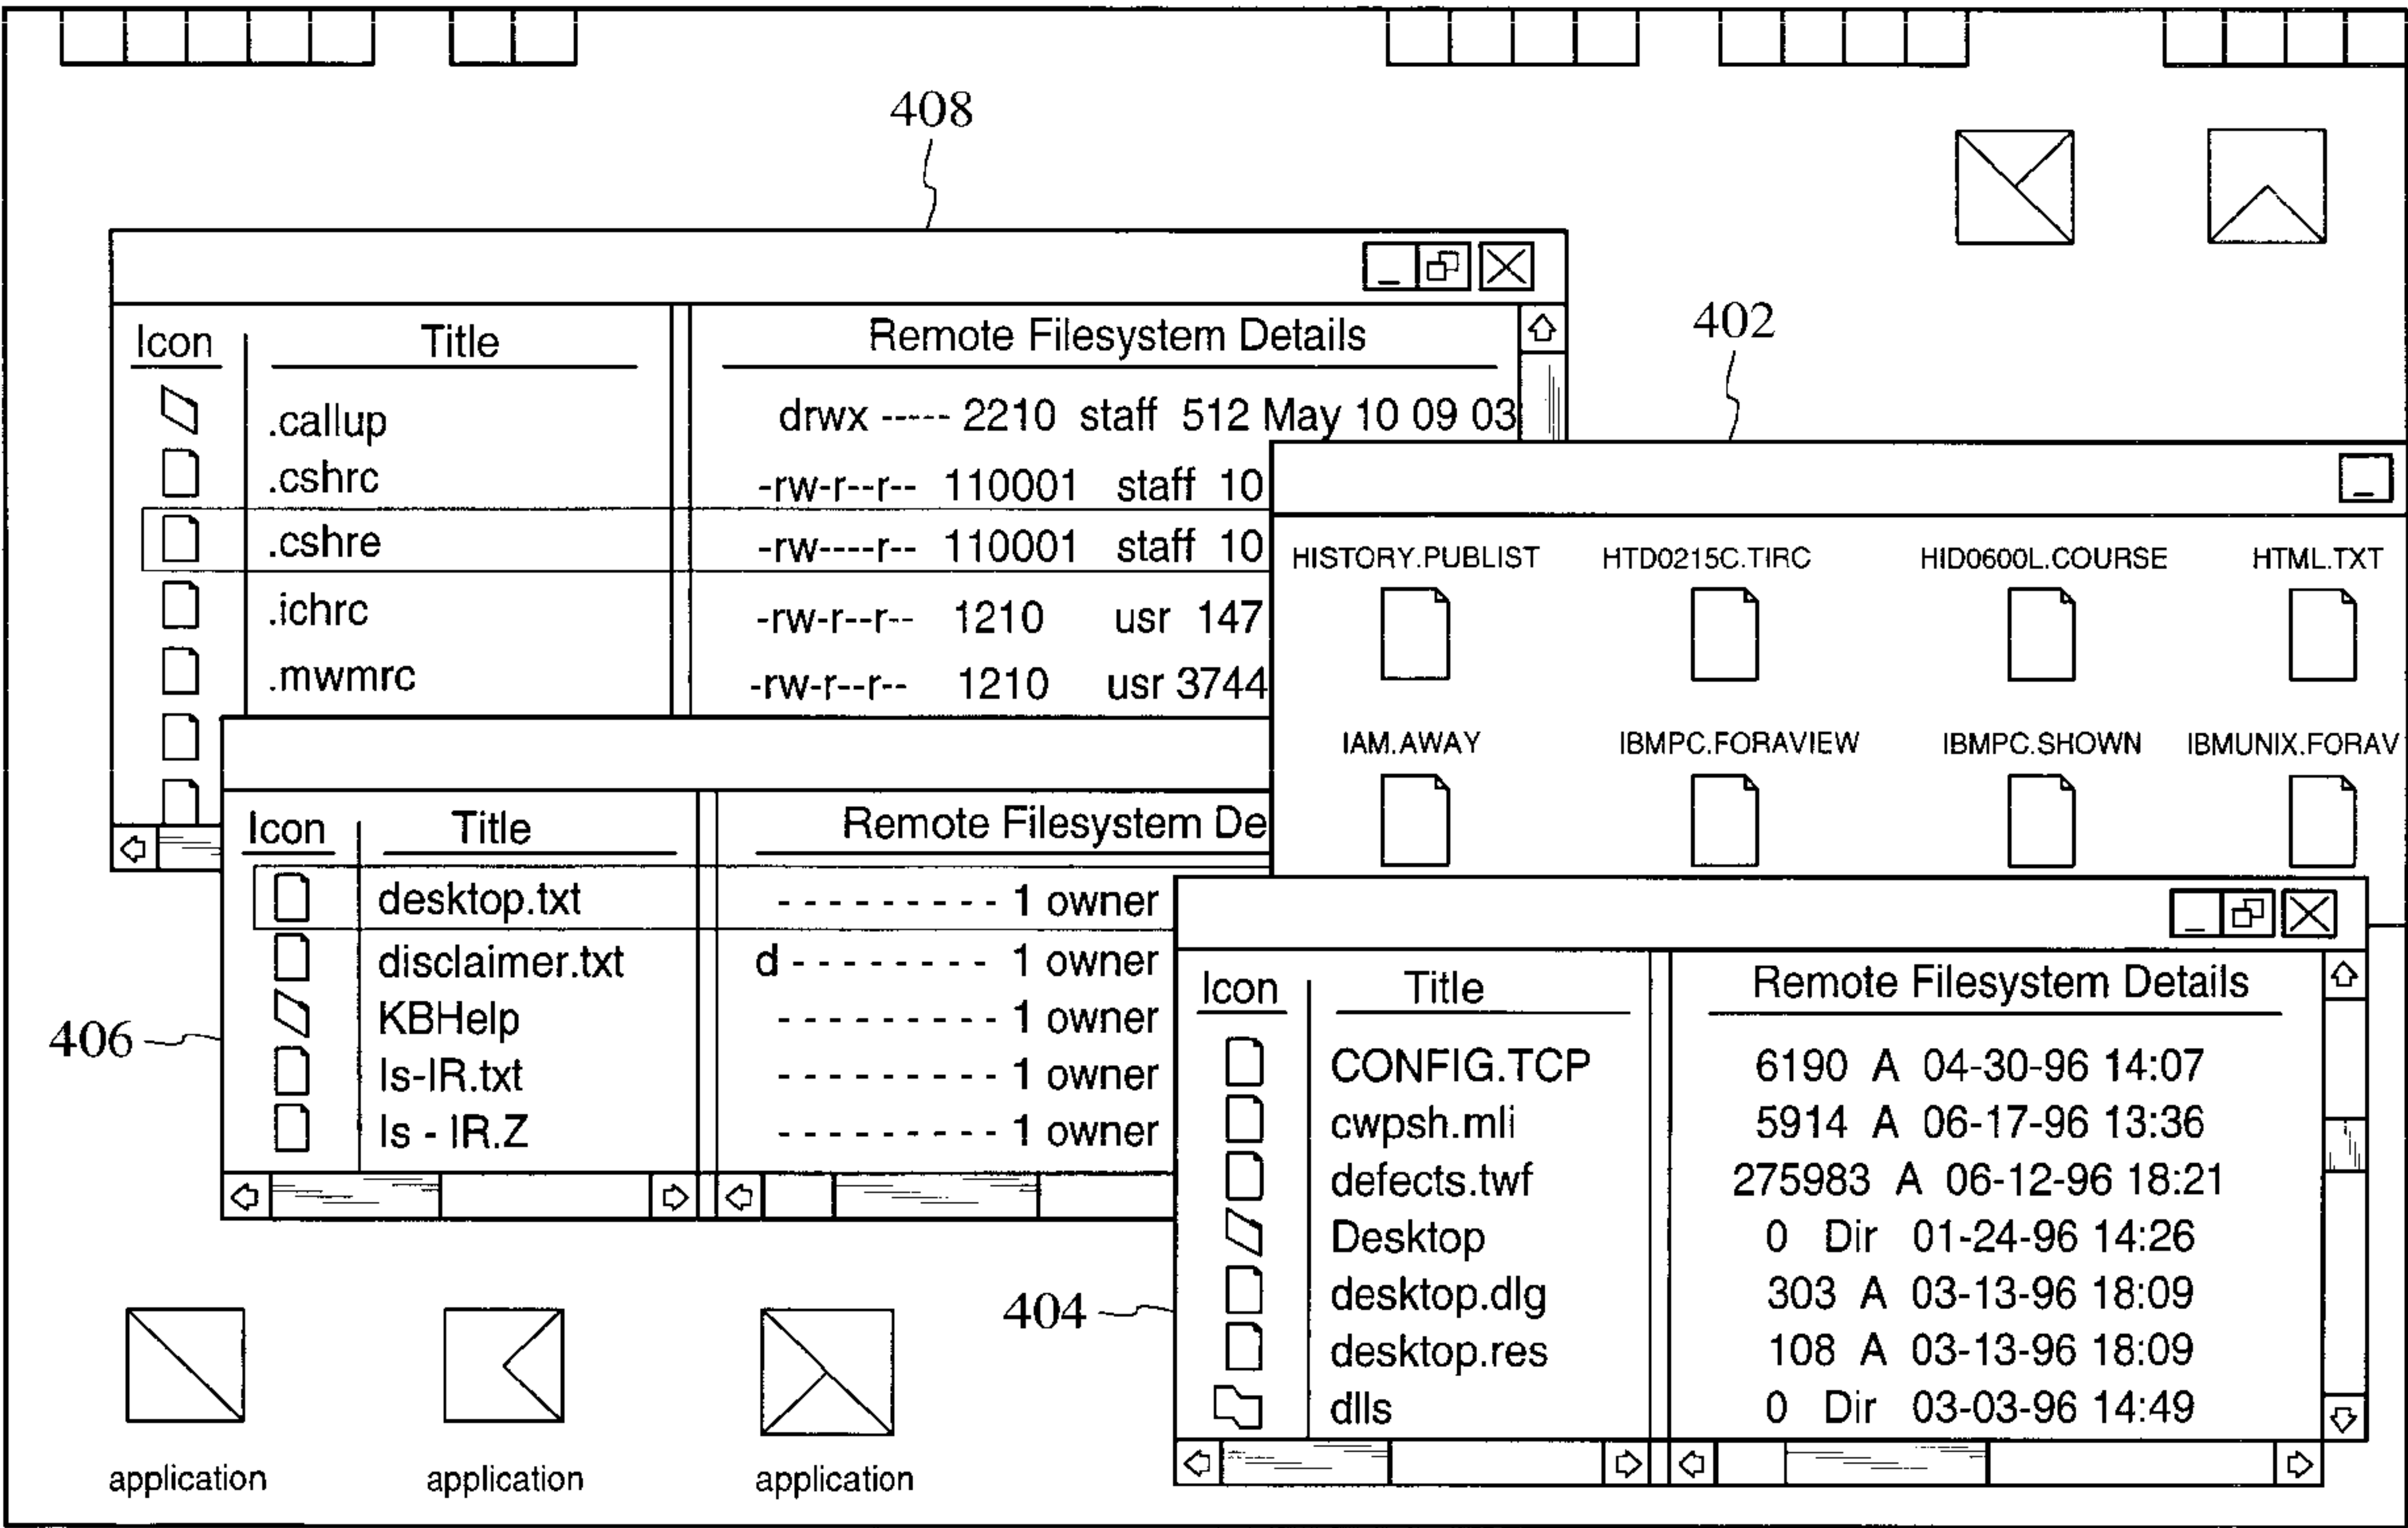 408
402
Icon Title Remote Filesystem Details
.callup drwx ----- 2210 staff 512 May 10 09 03
.cshrc -rw-r--r-- 110001 staff 10
.cshre -rw----r-- 110001 staff 10
.ichrc -rw-r--r-- 1210 usr 147
.mwmrc -rw-r--r-- 1210 usr 3744
HISTORY.PUBLIST HTD0215C.TIRC HID0600L.COURSE HTML.TXT
IAM.AWAY IBMPC.FORAVIEW IBMPC.SHOWN IBMUNIX.FORAV
406
Icon Title Remote Filesystem De
desktop.txt - - - - - - - - - 1 owner
disclaimer.txt d - - - - - - - - 1 owner
KBHelp - - - - - - - - - 1 owner
ls-IR.txt - - - - - - - - - 1 owner
ls - IR.Z - - - - - - - - - 1 owner
404
Icon Title Remote Filesystem Details
CONFIG.TCP 6190 A 04-30-96 14:07
cwpsh.mli 5914 A 06-17-96 13:36
defects.twf 275983 A 06-12-96 18:21
Desktop 0 Dir 01-24-96 14:26
desktop.dlg 303 A 03-13-96 18:09
desktop.res 108 A 03-13-96 18:09
dlls 0 Dir 03-03-96 14:49
application application application